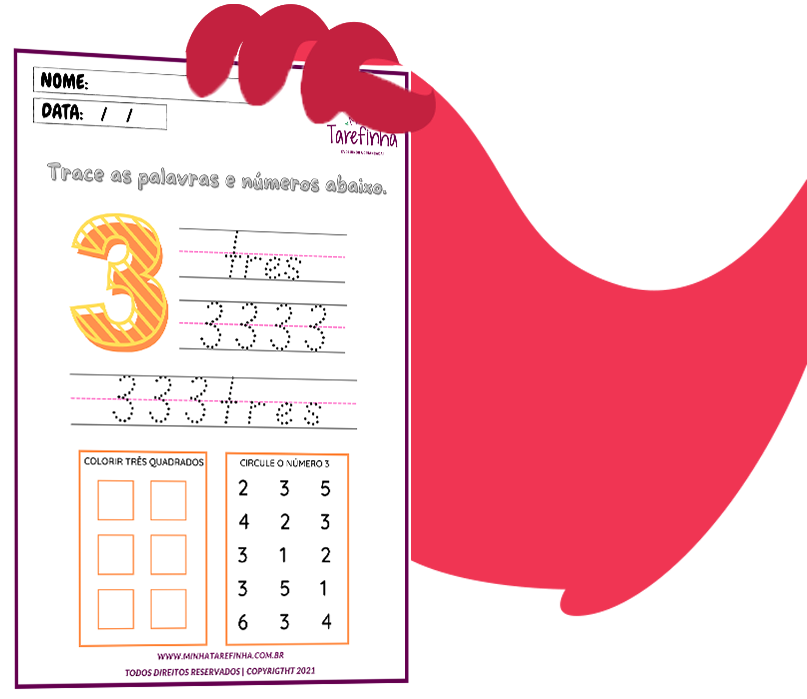 NOME:
DATA: / /
Tarefinha
Trace as palavras e números abaixo.
3
tres
3 3 3 3
3 3 3 tres
COLORIR TRÊS QUADRADOS
CIRCULE O NÚMERO 3
2 3 5
4 2 3
3 1 2
3 5 1
6 3 4
WWW.MINHATAREFINHA.COM.BR
TODOS DIREITOS RESERVADOS | COPYRIGTHT 2021